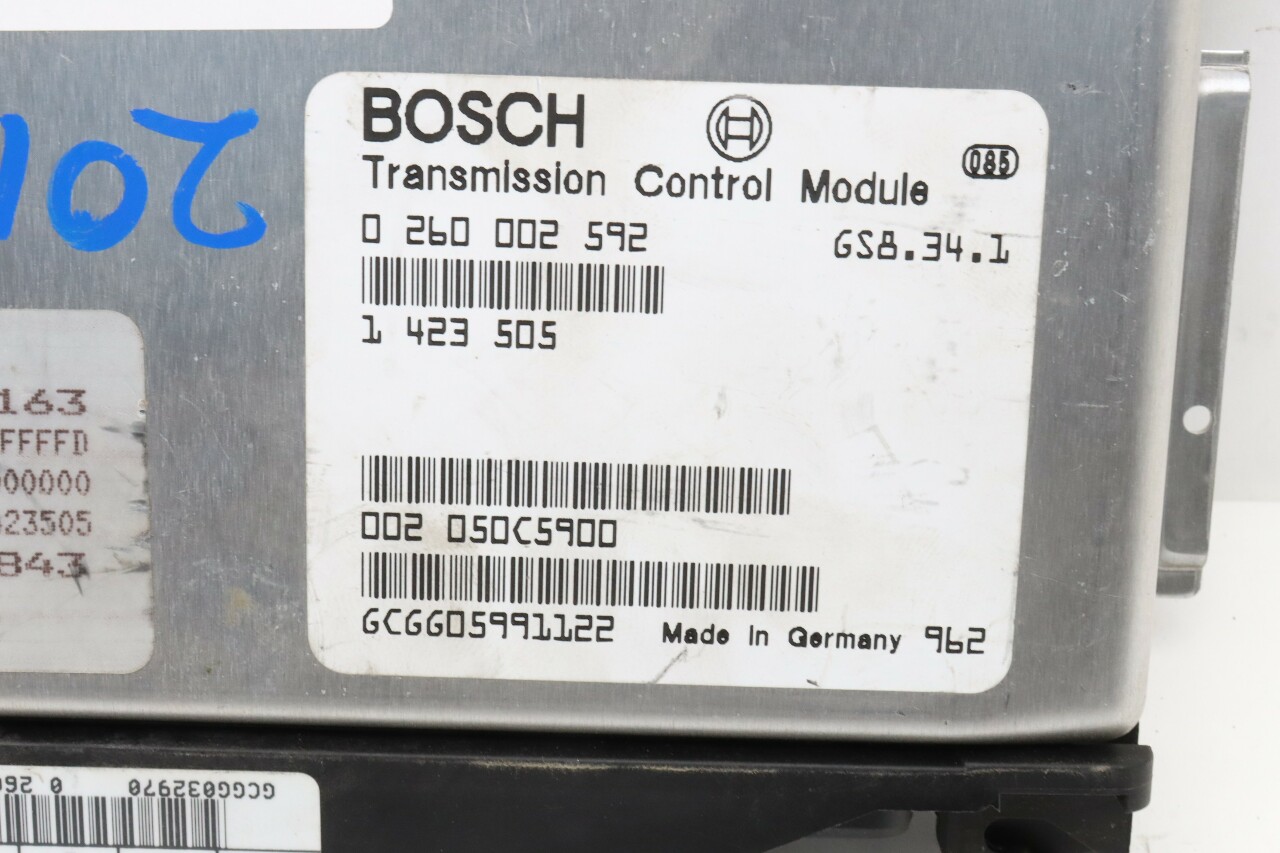 BOSCH
085
Transmission Control Module
0 260 002 592
GS8.34.1
1 423 505
002 050C5900
GCGG05991122 Made in Germany 962
201
163
FFFFD
00000
23505
843
GCGG032970 0 26